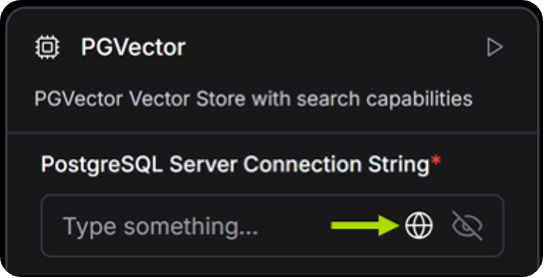 PGVector
PGVector Vector Store with search capabilities
PostgreSQL Server Connection String*
Type something...